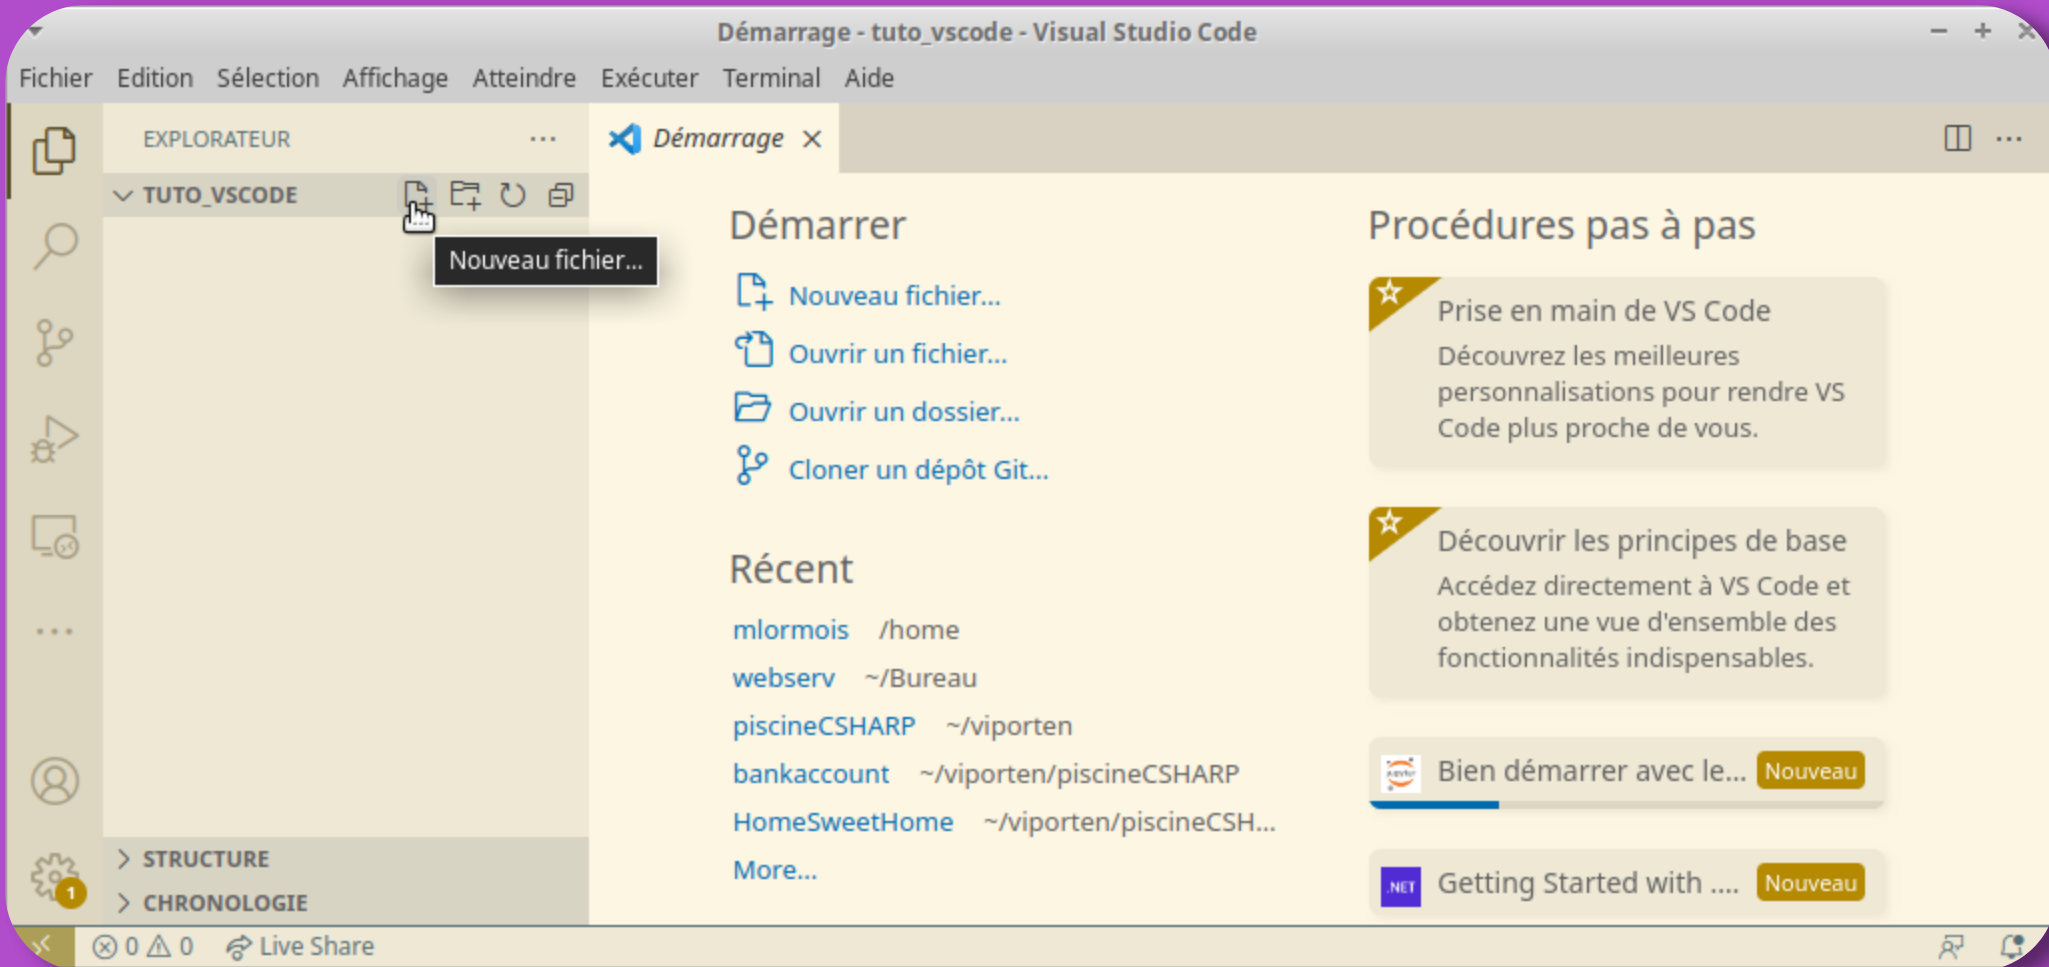 Démarrage - tuto_vscode - Visual Studio Code
Fichier Edition Sélection Affichage Atteindre Exécuter Terminal Aide
EXPLORATEUR
Démarrage
TUTO_VSCODE
Nouveau fichier...
Démarrer
Nouveau fichier...
Ouvrir un fichier...
Ouvrir un dossier...
Cloner un dépôt Git...
Récent
mlormois /home
webserv ~/Bureau
piscineCSHARP ~/viporten
bankaccount ~/viporten/piscineCSHARP
HomeSweetHome ~/viporten/piscineCSH...
More...
Procédures pas à pas
Prise en main de VS Code
Découvrez les meilleures
personnalisations pour rendre VS
Code plus proche de vous.
Découvrir les principes de base
Accédez directement à VS Code et
obtenez une vue d'ensemble des
fonctionnalités indispensables.
Bien démarrer avec le... Nouveau
.NET Getting Started with .... Nouveau
STRUCTURE
CHRONOLOGIE
1
0 0 Live Share